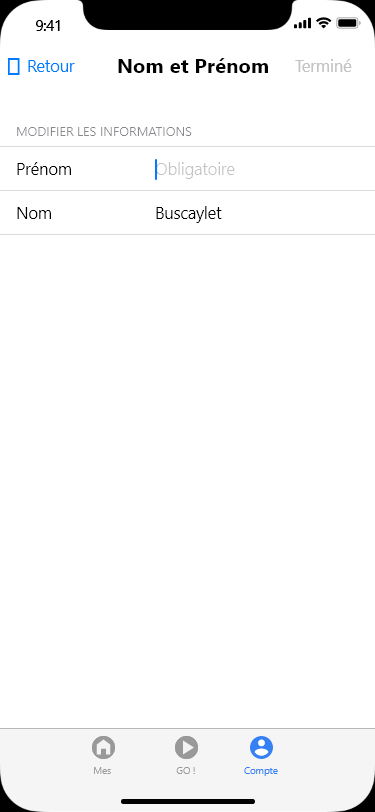 9:41
Retour
Nom et Prénom
Terminé
MODIFIER LES INFORMATIONS
Prénom Obligatoire
Nom Buscaylet
Mes
GO !
Compte